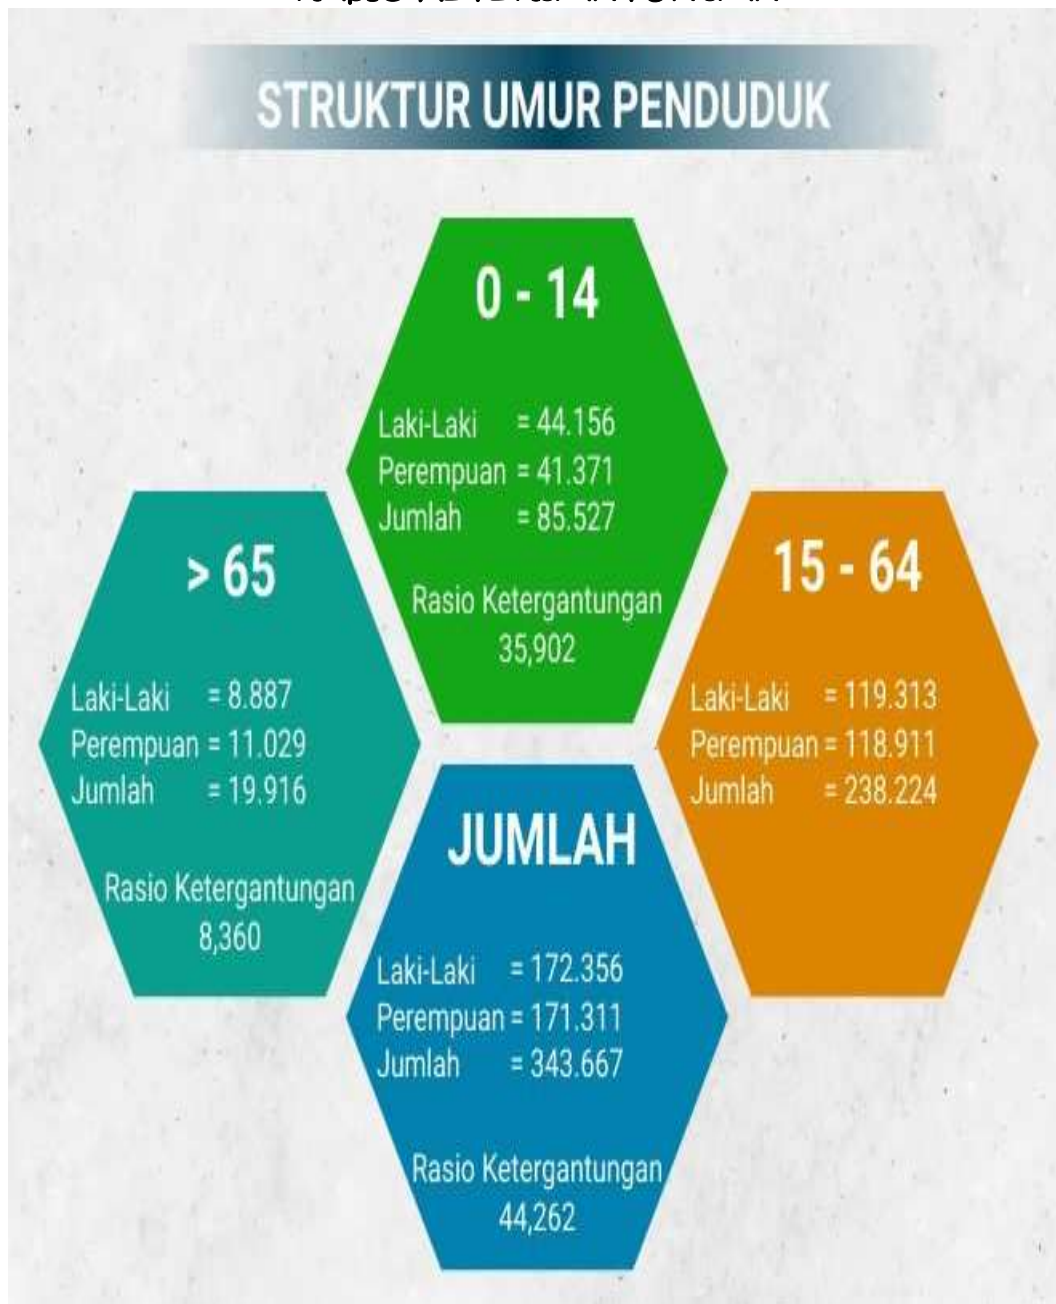 STRUKTUR UMUR PENDUDUK
0 - 14
Laki-Laki = 44.156
Perempuan = 41.371
Jumlah = 85.527
Rasio Ketergantungan
35,902
> 65
Laki-Laki = 8.887
Perempuan = 11.029
Jumlah = 19.916
Rasio Ketergantungan
8,360
15 - 64
Laki-Laki = 119.313
Perempuan = 118.911
Jumlah = 238.224
JUMLAH
Laki-Laki = 172.356
Perempuan = 171.311
Jumlah = 343.667
Rasio Ketergantungan
44,262